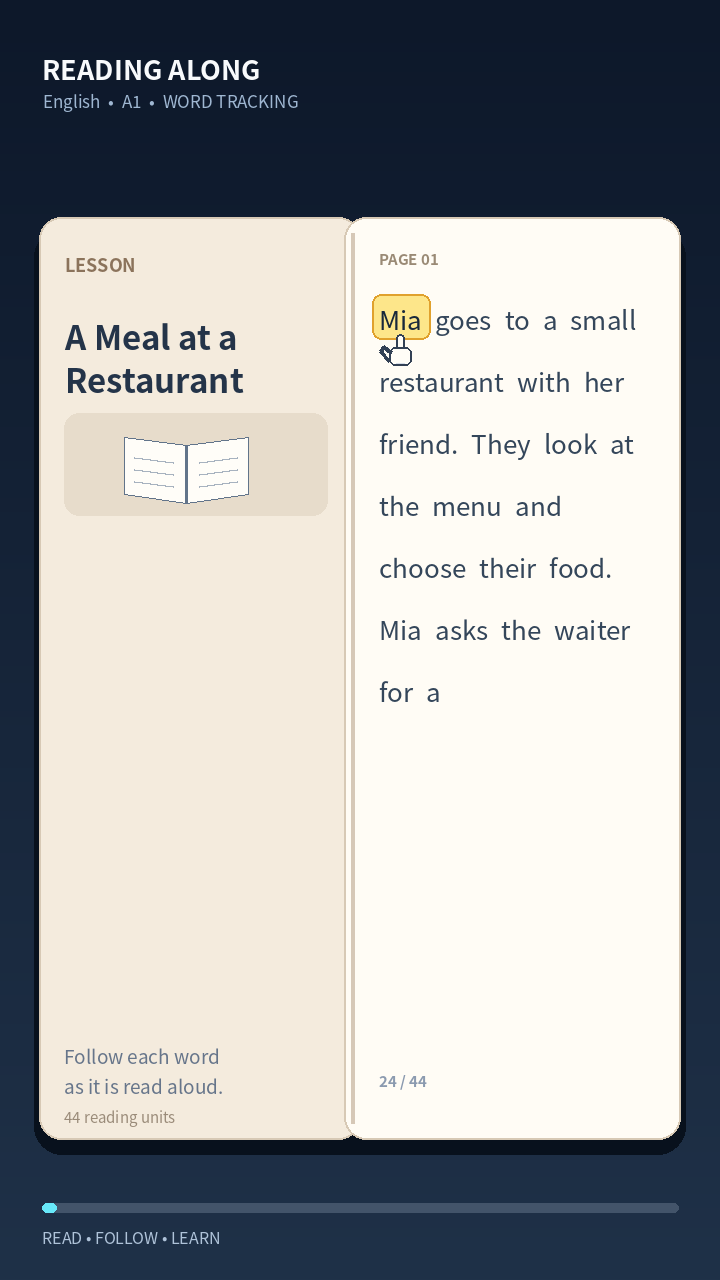 READING ALONG
English • A1 • WORD TRACKING
LESSON
A Meal at a
Restaurant
Follow each word
as it is read aloud.
44 reading units
PAGE 01
Mia goes to a small
restaurant with her
friend. They look at
the menu and
choose their food.
Mia asks the waiter
for a
24 / 44
READ • FOLLOW • LEARN